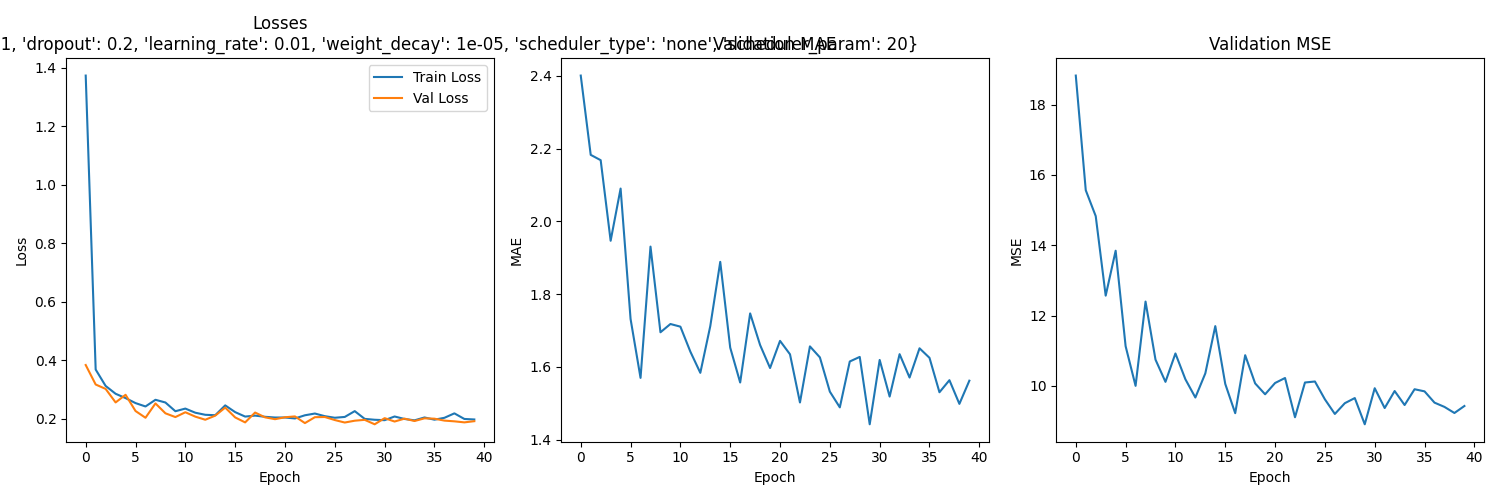 Losses
1, 'dropout': 0.2, 'learning_rate': 0.01, 'weight_decay': 1e-05, 'scheduler_type': 'none', 'scheduler_param': 20}
Validation MAE
Validation MSE
1.4
1.2
1.0
0.8
0.6
0.4
0.2
Loss
Train Loss
Val Loss
0 5 10 15 20 25 30 35 40
Epoch
2.4
2.2
2.0
1.8
1.6
1.4
MAE
0 5 10 15 20 25 30 35 40
Epoch
18
16
14
12
10
MSE
0 5 10 15 20 25 30 35 40
Epoch